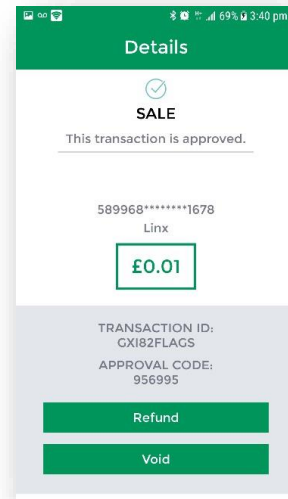 69% 3:40 pm
Details
SALE
This transaction is approved.
589968********1678
Linx
£0.01
TRANSACTION ID:
GXI82FLAGS
APPROVAL CODE:
956995
Refund
Void